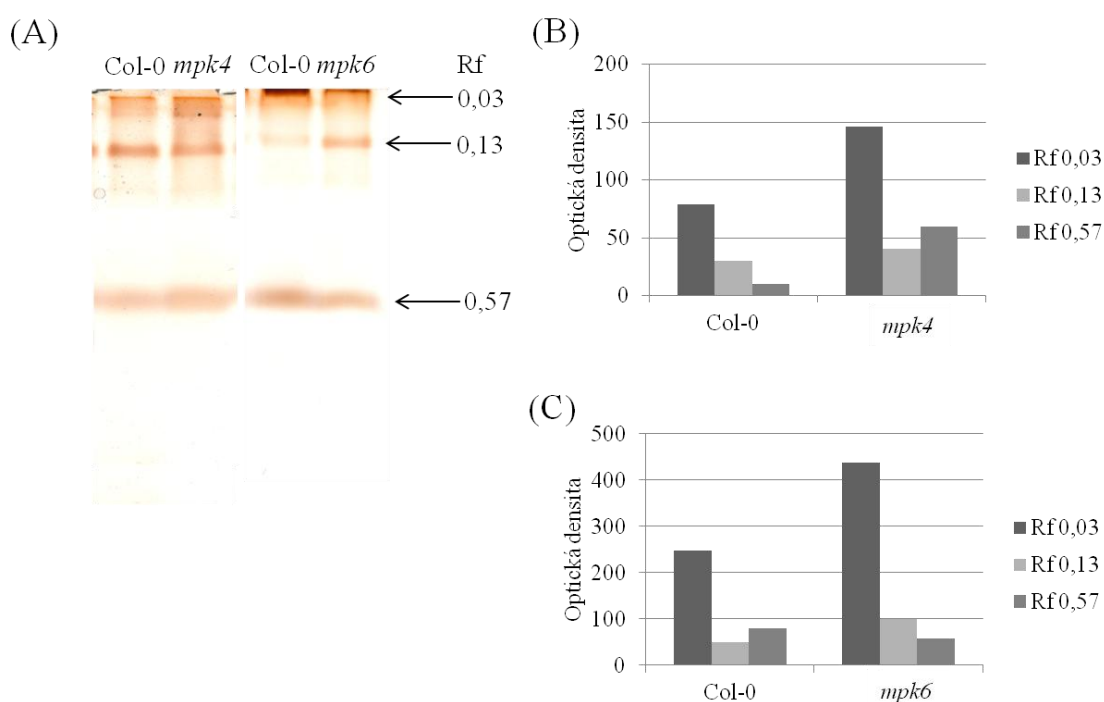 (A)
Col-0 mpk4 Col-0 mpk6 Rf
0,03
0,13
0,57
(B)
200
150
100
50
0
Optická densita
Col-0 mpk4
Rf 0,03
Rf 0,13
Rf 0,57
(C)
500
400
300
200
100
0
Optická densita
Col-0 mpk6
Rf 0,03
Rf 0,13
Rf 0,57